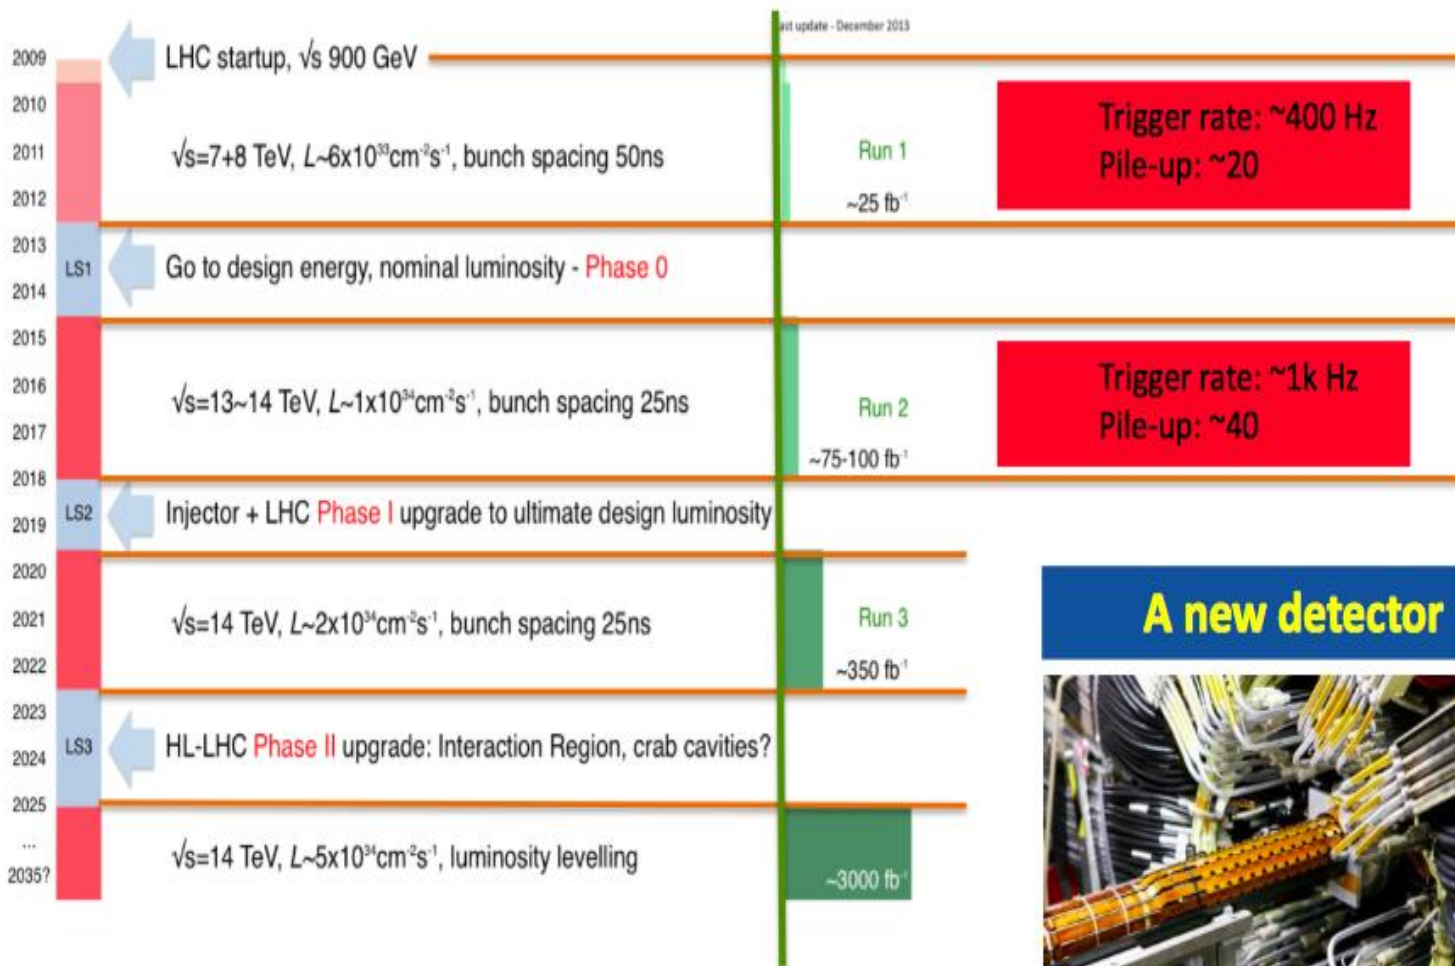 ast update - December 2013
2009
LHC startup, √s 900 GeV
2010
Trigger rate: ~400 Hz
2011
√s=7+8 TeV, L~6x10³³cm⁻²s⁻¹, bunch spacing 50ns
Run 1
Pile-up: ~20
2012
~25 fb⁻¹
2013
LS1
Go to design energy, nominal luminosity - Phase 0
2014
2015
2016
√s=13~14 TeV, L~1x10³⁴cm⁻²s⁻¹, bunch spacing 25ns
Run 2
Trigger rate: ~1k Hz
2017
Pile-up: ~40
~75-100 fb⁻¹
2018
LS2
Injector + LHC Phase I upgrade to ultimate design luminosity
2019
2020
2021
√s=14 TeV, L~2x10³⁴cm⁻²s⁻¹, bunch spacing 25ns
Run 3
A new detector
2022
~350 fb⁻¹
2023
LS3
HL-LHC Phase II upgrade: Interaction Region, crab cavities?
2024
2025
...
√s=14 TeV, L~5x10³⁴cm⁻²s⁻¹, luminosity levelling
2035?
~3000 fb⁻¹